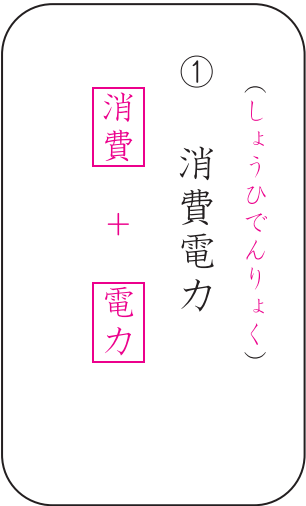 （しょうひでんりょく）
① 消費電力
消費 ＋ 電力